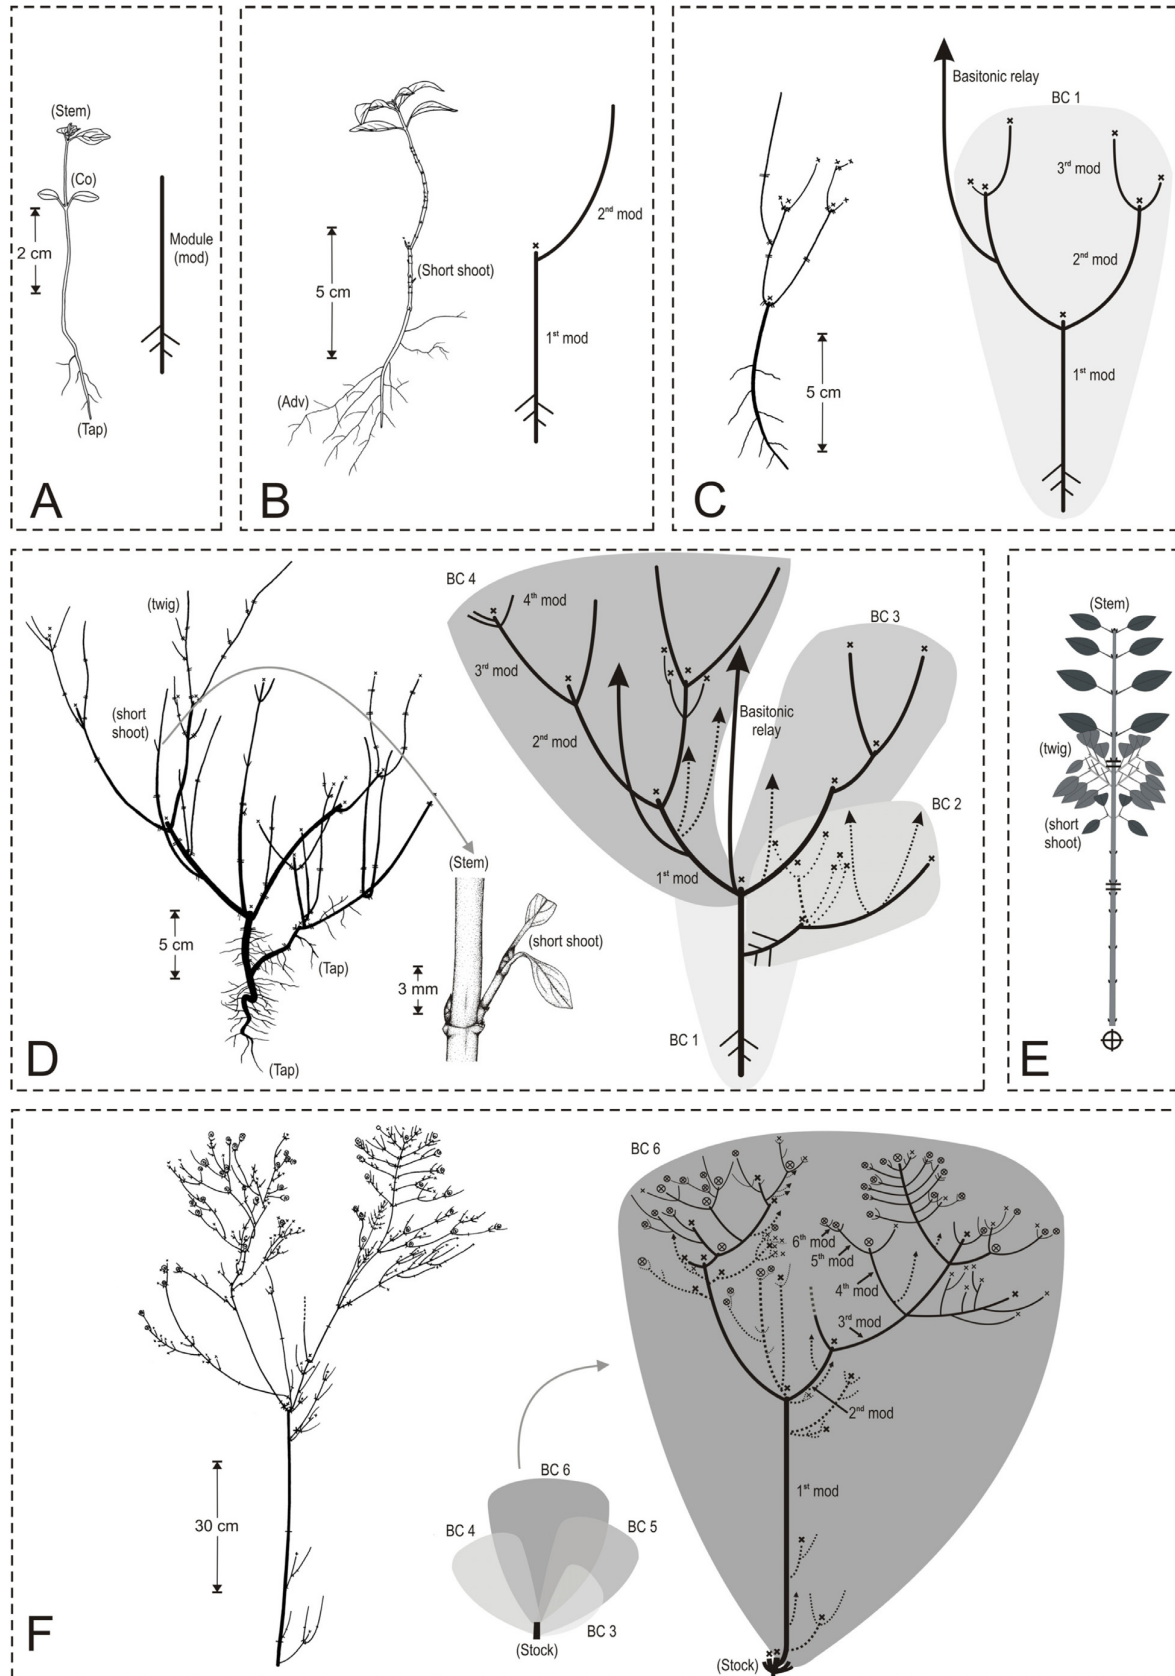 (Stem)
(Co)
2 cm
Module
(mod)
(Tap)
A
2nd mod
(Short shoot)
5 cm
1st mod
(Adv)
B
Basitonic relay
BC 1
3rd mod
2nd mod
1st mod
5 cm
C
(twig)
(short
shoot)
5 cm
(Tap)
(Tap)
(Stem)
(short shoot)
3 mm
BC 4
4th mod
3rd mod
2nd mod
1st mod
Basitonic
relay
BC 3
BC 2
BC 1
D
(Stem)
(twig)
(short
shoot)
E
30 cm
BC 6
BC 4
BC 5
BC 3
(Stock)
BC 6
6th mod
5th mod
4th mod
3rd mod
2nd mod
1st mod
(Stock)
F